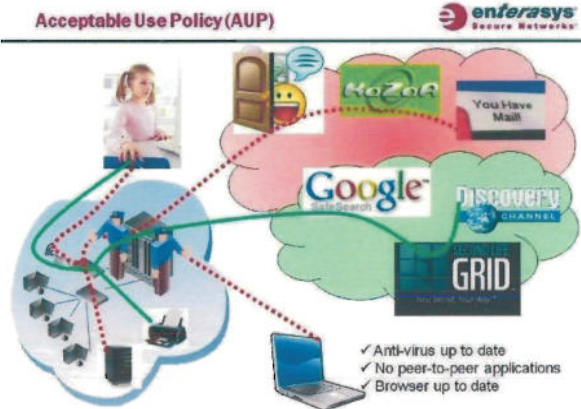 Acceptable Use Policy (AUP)
enterasys
Secure Networks
KaZaA
You Have
Mail!
Google
SafeSearch
Discovery
CHANNEL
GRID
✓ Anti-virus up to date
✓ No peer-to-peer applications
✓ Browser up to date